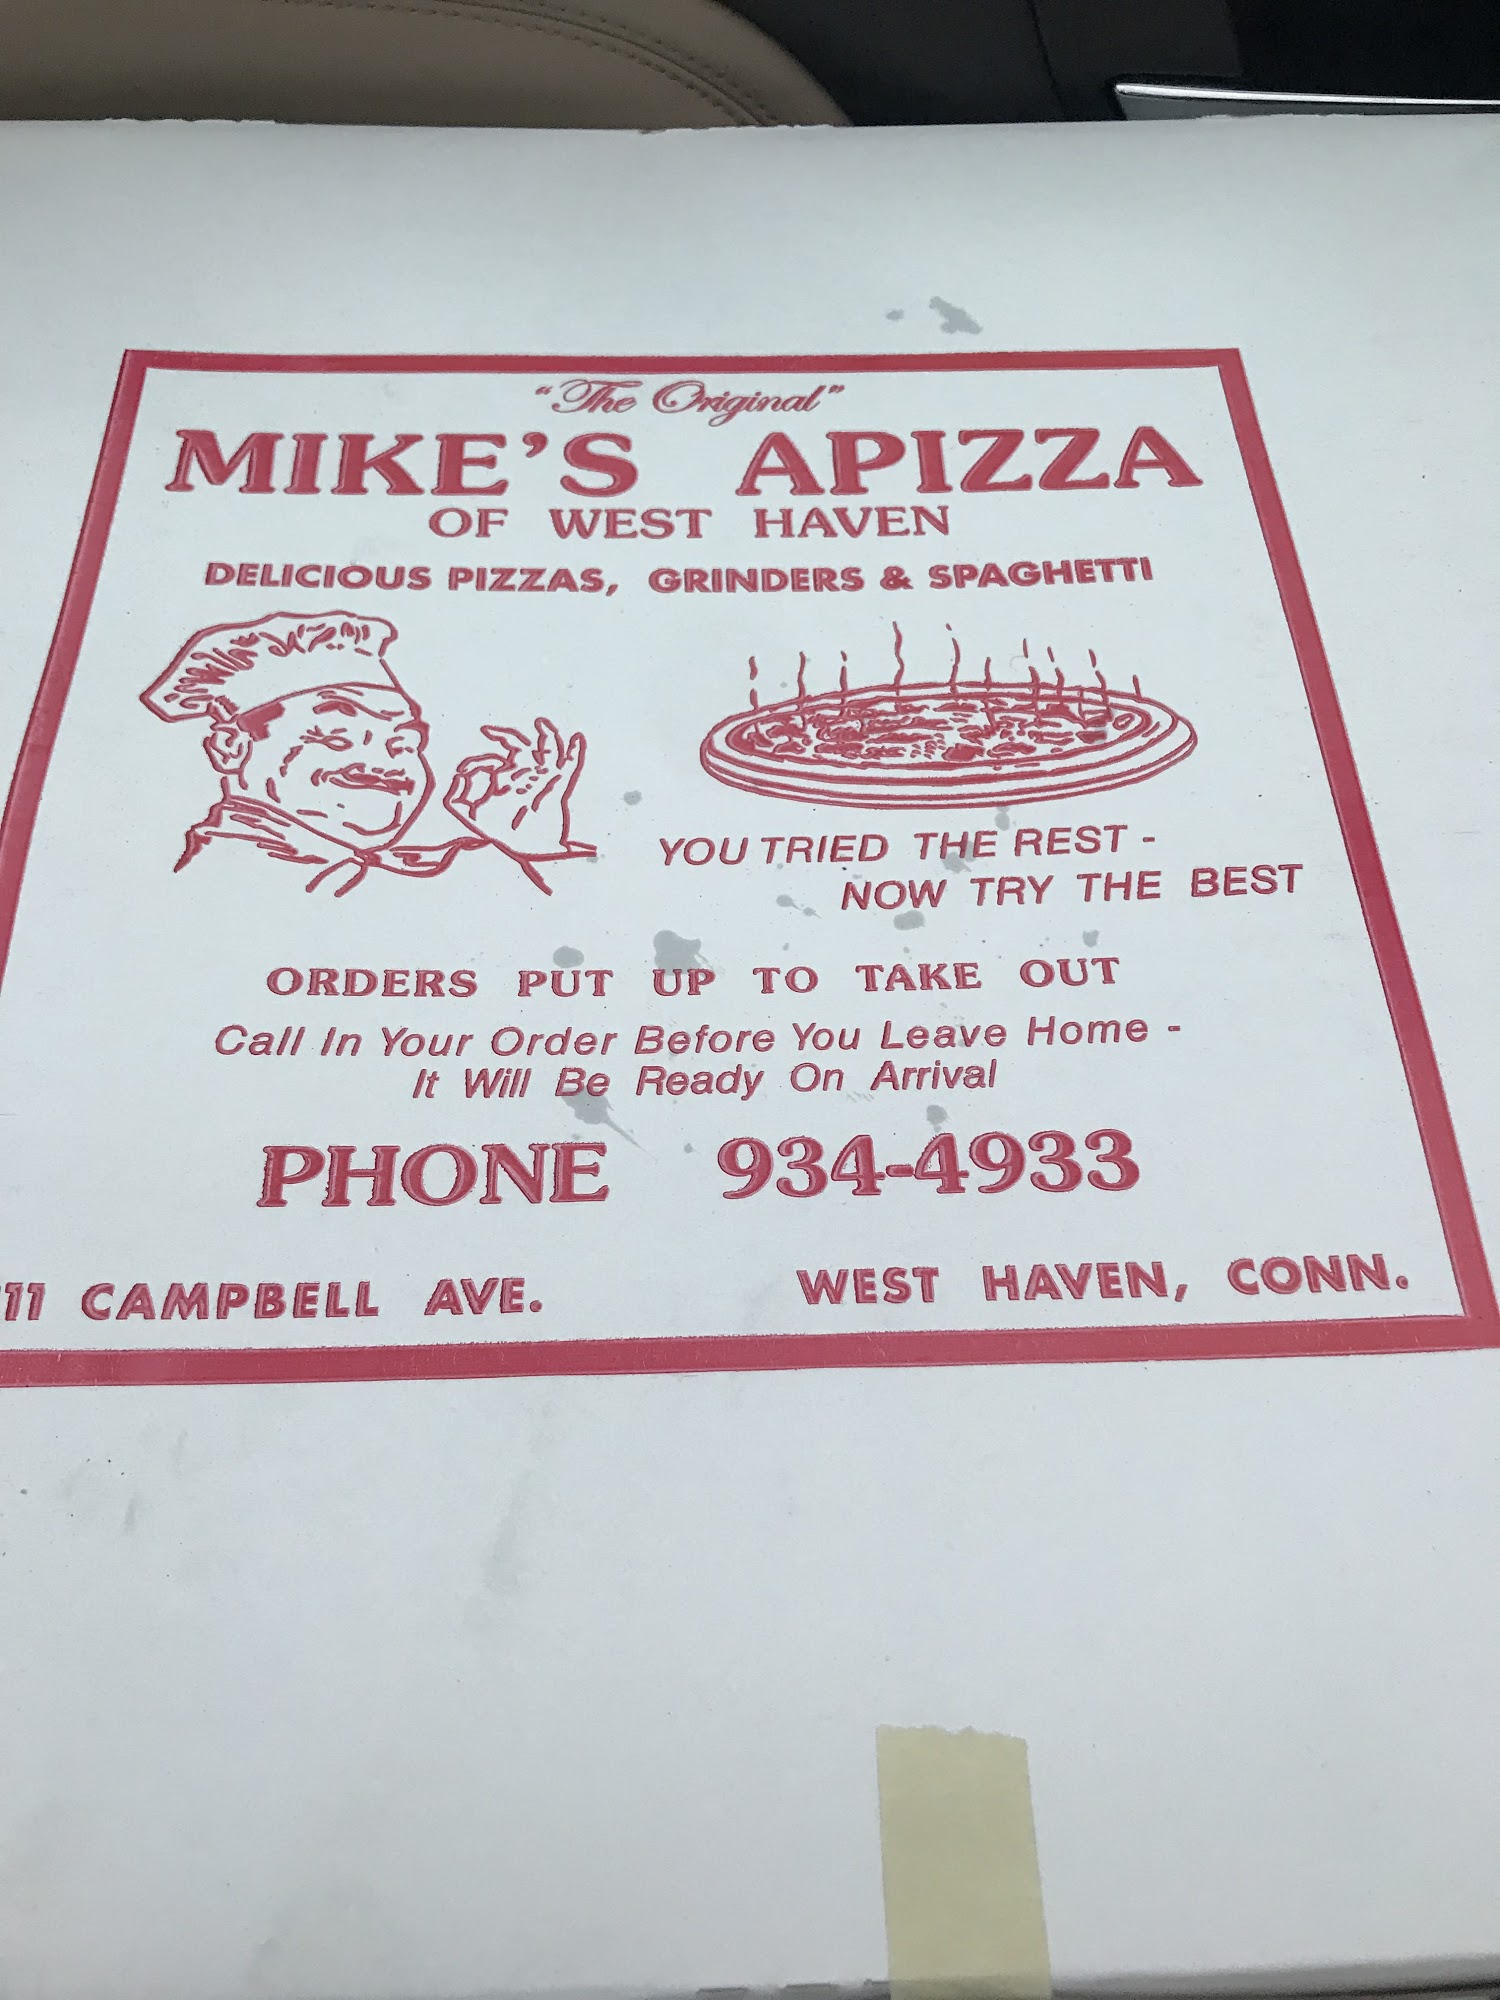 "The Original"
MIKE'S APIZZA
OF WEST HAVEN
DELICIOUS PIZZAS, GRINDERS & SPAGHETTI
YOU TRIED THE REST -
NOW TRY THE BEST
ORDERS PUT UP TO TAKE OUT
Call In Your Order Before You Leave Home -
It Will Be Ready On Arrival
PHONE 934-4933
11 CAMPBELL AVE. WEST HAVEN, CONN.